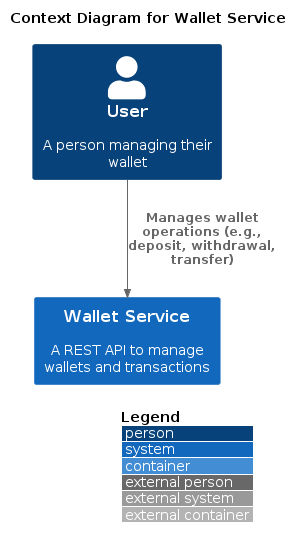 Context Diagram for Wallet Service
User
A person managing their
wallet
Manages wallet
operations (e.g.,
deposit, withdrawal,
transfer)
Wallet Service
A REST API to manage
wallets and transactions
Legend
person
system
container
external person
external system
external container